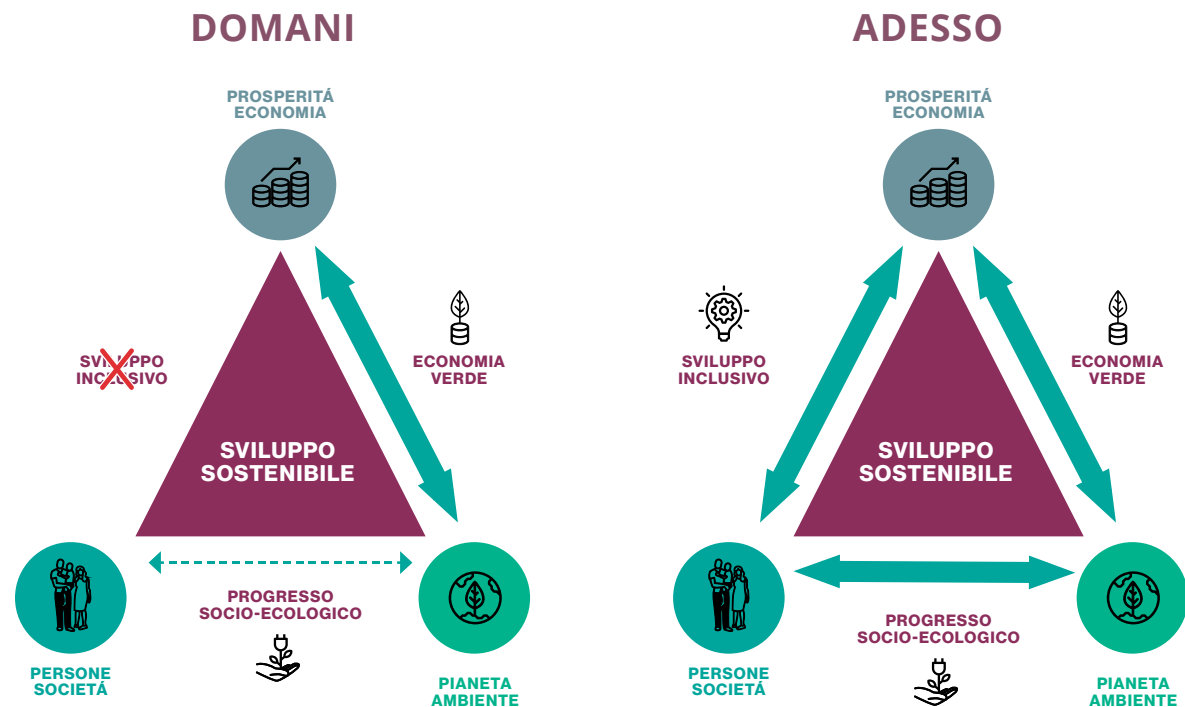 DOMANI
PROSPERITÁ
ECONOMIA
SVILUPPO
INCLUSIVO
ECONOMIA
VERDE
SVILUPPO
SOSTENIBILE
PROGRESSO
SOCIO-ECOLOGICO
PERSONE
SOCIETÁ
PIANETA
AMBIENTE
ADESSO
PROSPERITÁ
ECONOMIA
SVILUPPO
INCLUSIVO
ECONOMIA
VERDE
SVILUPPO
SOSTENIBILE
PROGRESSO
SOCIO-ECOLOGICO
PERSONE
SOCIETÁ
PIANETA
AMBIENTE